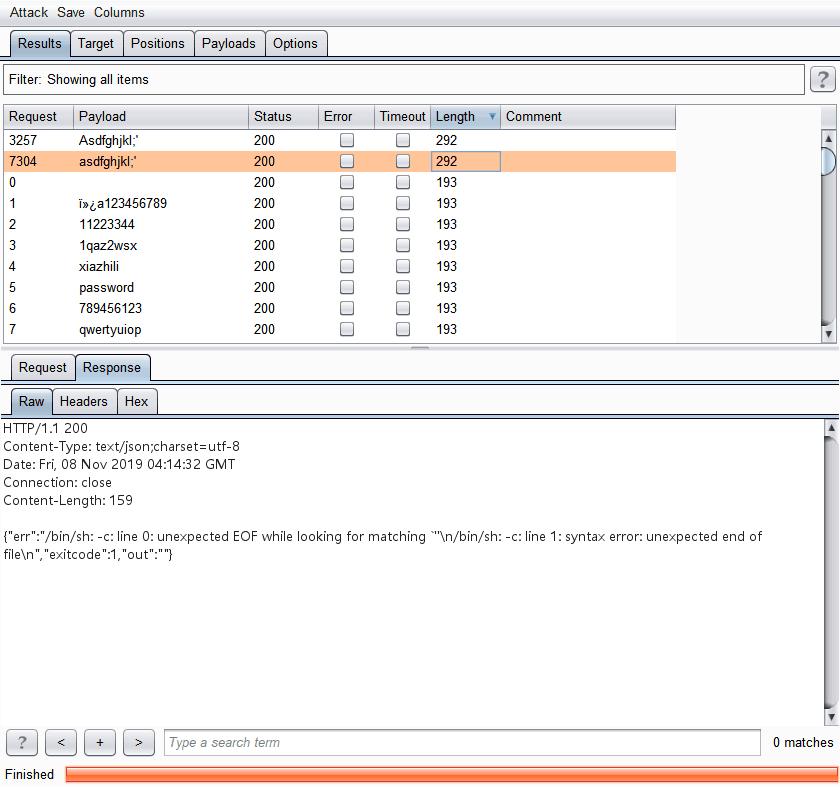 Attack Save Columns
Results Target Positions Payloads Options
Filter: Showing all items ?
Request Payload Status Error Timeout Length Comment
3257 Asdfghjkl;' 200 292
7304 asdfghjkl;' 200 292
0 200 193
1 ï»¿a123456789 200 193
2 11223344 200 193
3 1qaz2wsx 200 193
4 xiazhili 200 193
5 password 200 193
6 789456123 200 193
7 qwertyuiop 200 193
Request Response
Raw Headers Hex
HTTP/1.1 200
Content-Type: text/json;charset=utf-8
Date: Fri, 08 Nov 2019 04:14:32 GMT
Connection: close
Content-Length: 159
{"err":"/bin/sh: -c: line 0: unexpected EOF while looking for matching `''\n/bin/sh: -c: line 1: syntax error: unexpected end of
file\n","exitcode":1,"out":""}
? < + > Type a search term 0 matches
Finished